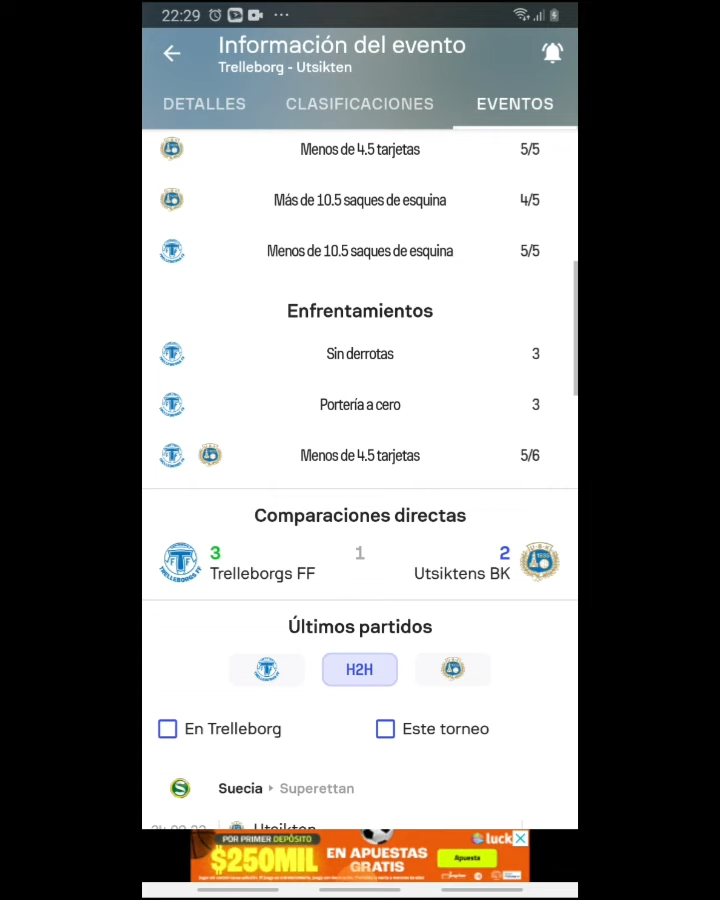 22:29
Información del evento
Trelleborg - Utsikten
DETALLES CLASIFICACIONES EVENTOS
Menos de 4.5 tarjetas 5/5
Más de 10.5 saques de esquina 4/5
Menos de 10.5 saques de esquina 5/5
Enfrentamientos
Sin derrotas 3
Portería a cero 3
Menos de 4.5 tarjetas 5/6
Comparaciones directas
3 1 2
Trelleborgs FF Utsiktens BK
Últimos partidos
H2H
En Trelleborg Este torneo
Suecia Superettan
Utsikten
POR PRIMER DEPÓSITO
$250MIL
EN APUESTAS
GRATIS
luck
Apuesta